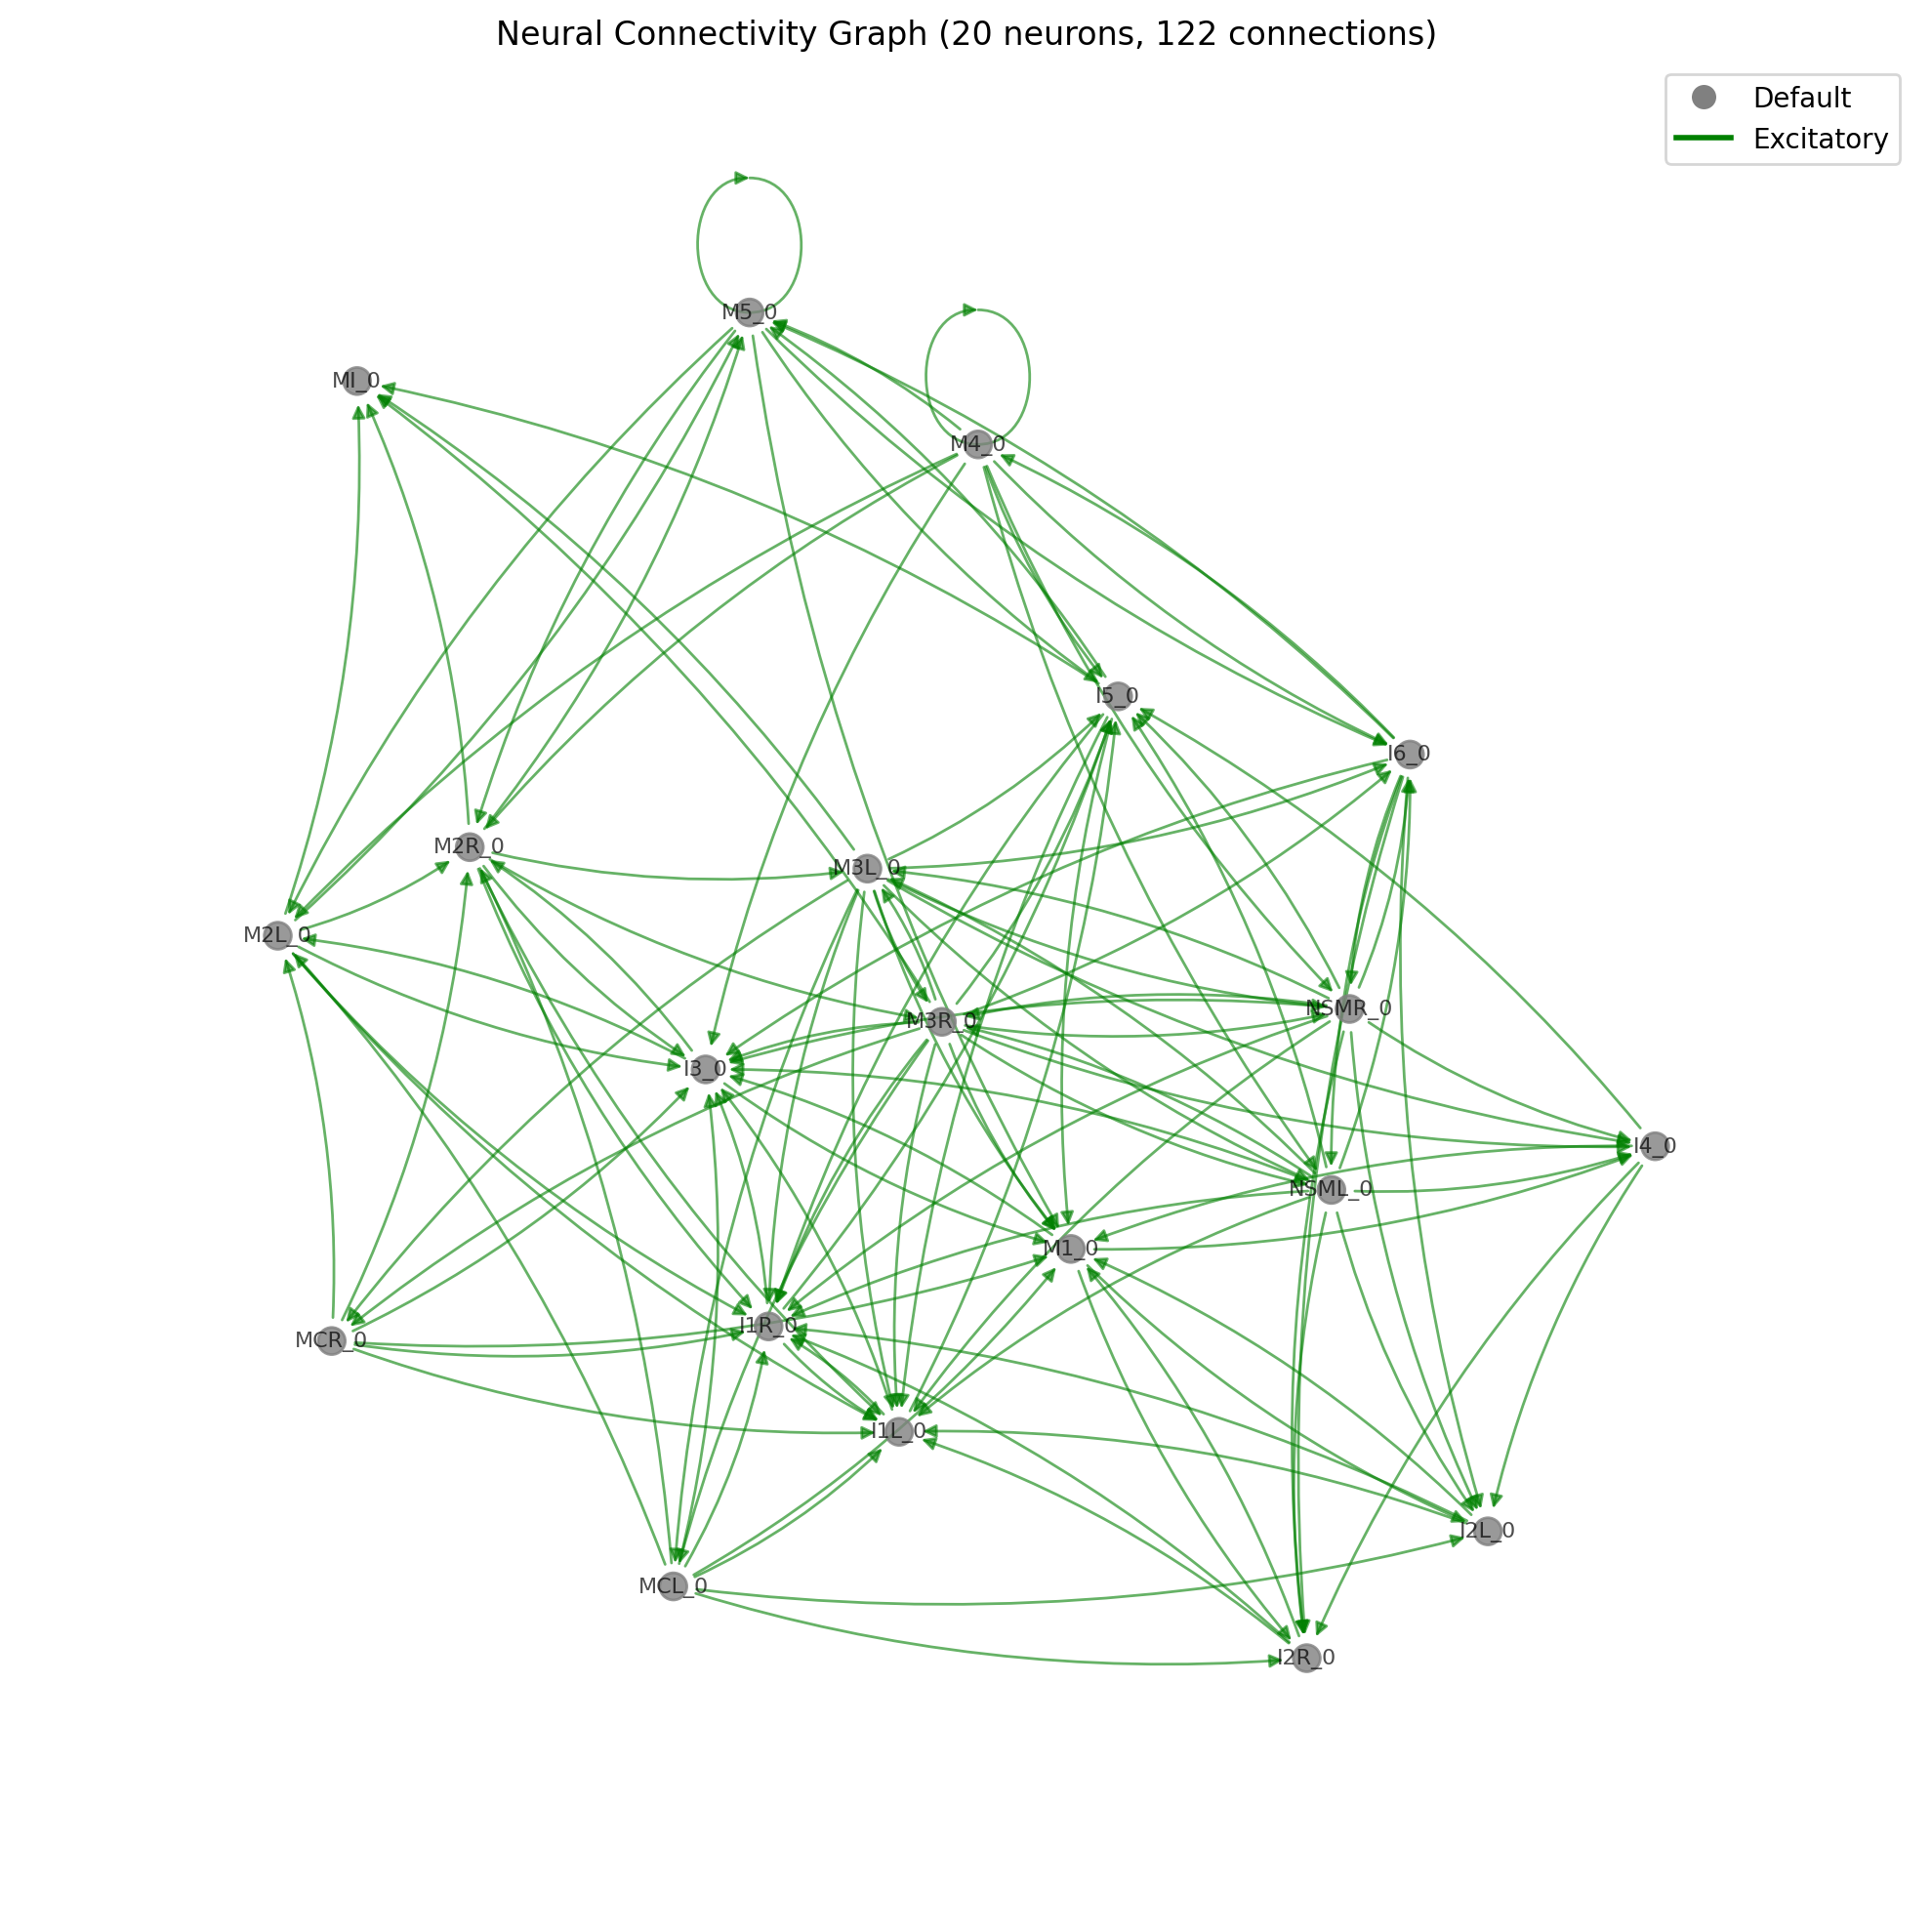 Neural Connectivity Graph (20 neurons, 122 connections)
Default
Excitatory
M5_0
MI_0
M4_0
I5_0
I6_0
M2R_0
M3L_0
M2L_0
NSMR_0
M3R_0
I3_0
I4_0
NSML_0
M1_0
I1R_0
MCR_0
I1L_0
I2L_0
MCL_0
I2R_0